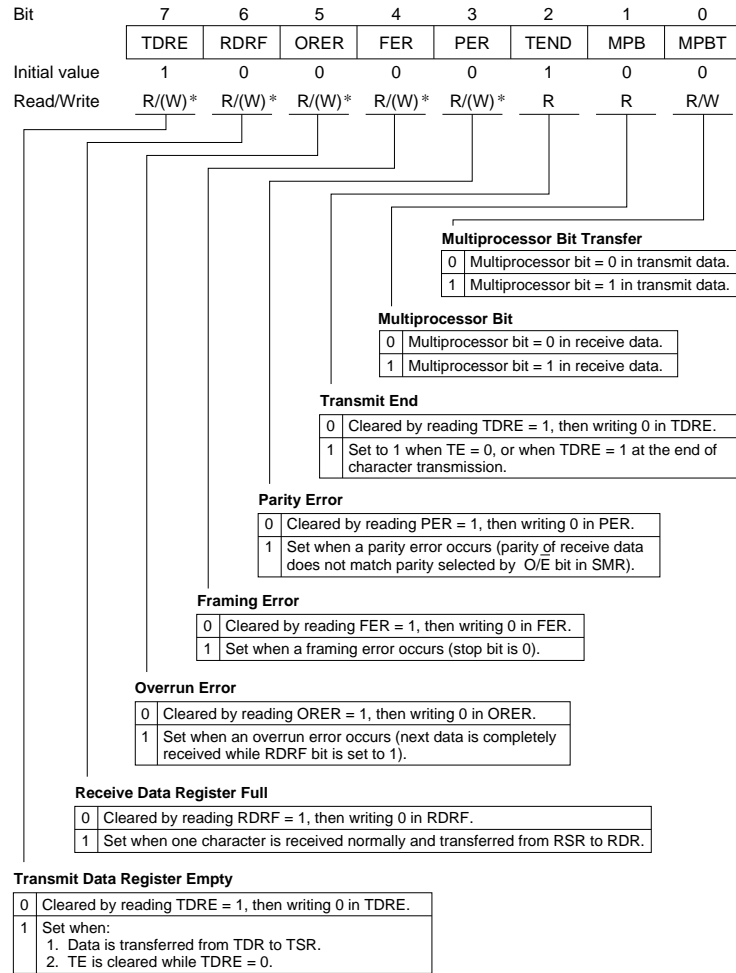 Bit 7 6 5 4 3 2 1 0
TDRE RDRF ORER FER PER TEND MPB MPBT
Initial value 1 0 0 0 0 1 0 0
Read/Write R/(W)* R/(W)* R/(W)* R/(W)* R/(W)* R R R/W
Multiprocessor Bit Transfer
0 Multiprocessor bit = 0 in transmit data.
1 Multiprocessor bit = 1 in transmit data.
Multiprocessor Bit
0 Multiprocessor bit = 0 in receive data.
1 Multiprocessor bit = 1 in receive data.
Transmit End
0 Cleared by reading TDRE = 1, then writing 0 in TDRE.
1 Set to 1 when TE = 0, or when TDRE = 1 at the end of
character transmission.
Parity Error
0 Cleared by reading PER = 1, then writing 0 in PER.
1 Set when a parity error occurs (parity of receive data
does not match parity selected by O/E̅ bit in SMR).
Framing Error
0 Cleared by reading FER = 1, then writing 0 in FER.
1 Set when a framing error occurs (stop bit is 0).
Overrun Error
0 Cleared by reading ORER = 1, then writing 0 in ORER.
1 Set when an overrun error occurs (next data is completely
received while RDRF bit is set to 1).
Receive Data Register Full
0 Cleared by reading RDRF = 1, then writing 0 in RDRF.
1 Set when one character is received normally and transferred from RSR to RDR.
Transmit Data Register Empty
0 Cleared by reading TDRE = 1, then writing 0 in TDRE.
1 Set when:
1. Data is transferred from TDR to TSR.
2. TE is cleared while TDRE = 0.